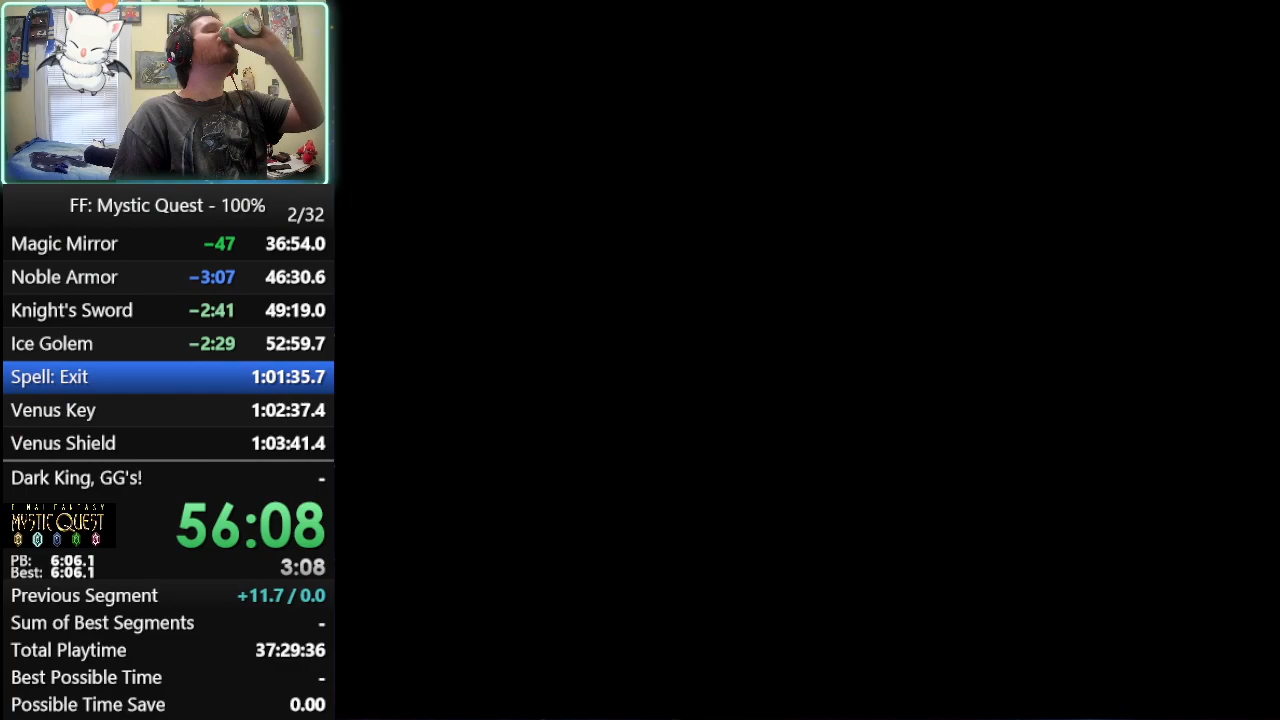 FF: Mystic Quest - 100%
2/32
Magic Mirror −47 36:54.0
Noble Armor −3:07 46:30.6
Knight's Sword −2:41 49:19.0
Ice Golem −2:29 52:59.7
Spell: Exit 1:01:35.7
Venus Key 1:02:37.4
Venus Shield 1:03:41.4
Dark King, GG's! -
FINAL FANTASY
MYSTIC QUEST
56:08
PB: 6:06.1
Best: 6:06.1
3:08
Previous Segment +11.7 / 0.0
Sum of Best Segments -
Total Playtime 37:29:36
Best Possible Time -
Possible Time Save 0.00